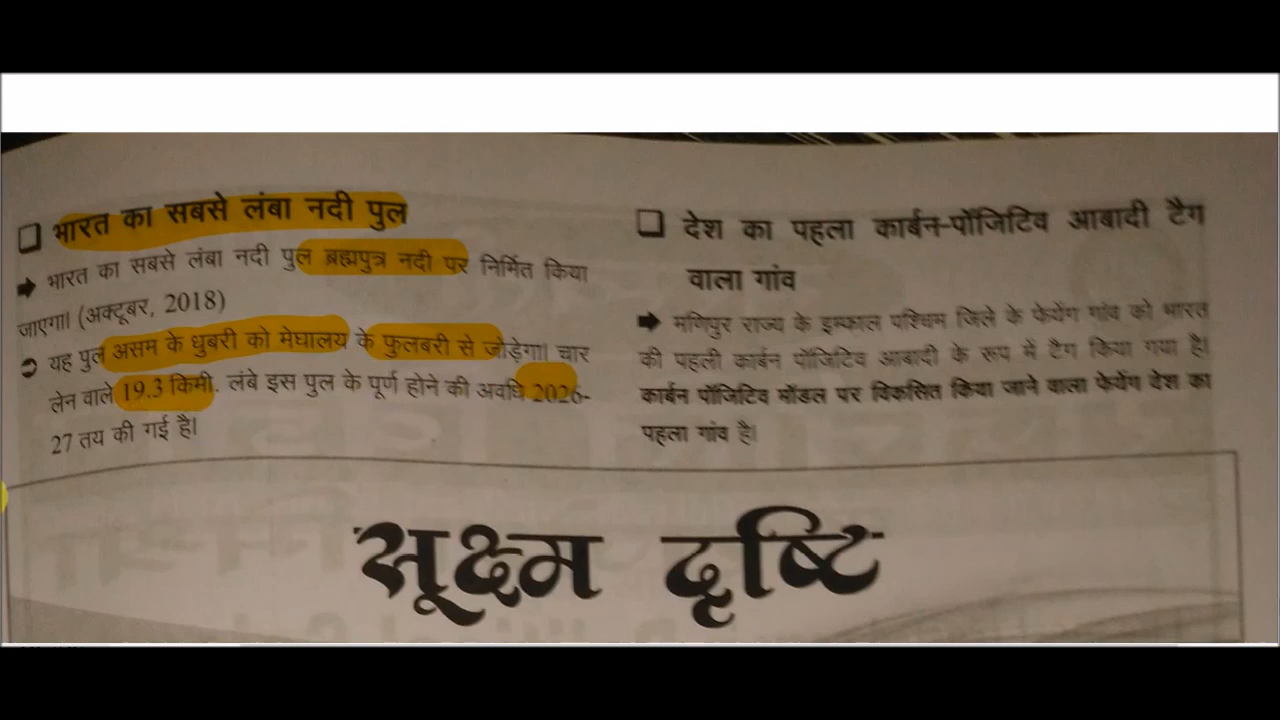 ❑ भारत का सबसे लंबा नदी पुल
➡ भारत का सबसे लंबा नदी पुल ब्रह्मपुत्र नदी पर निर्मित किया
जाएगा। (अक्टूबर, 2018)
➲ यह पुल असम के धुबरी को मेघालय के फुलबरी से जोड़ेगा। चार
लेन वाले 19.3 किमी. लंबे इस पुल के पूर्ण होने की अवधि 2026-
27 तय की गई है।
❑ देश का पहला कार्बन-पॉजिटिव आबादी टैग
वाला गांव
➡ मणिपुर राज्य के इम्फाल पश्चिम जिले के फेयेंग गांव को भारत
की पहली कार्बन पॉजिटिव आबादी के रूप में टैग किया गया है।
कार्बन पॉजिटिव मॉडल पर विकसित किया जाने वाला फेयेंग देश का
पहला गांव है।
सूक्ष्म दृष्टि